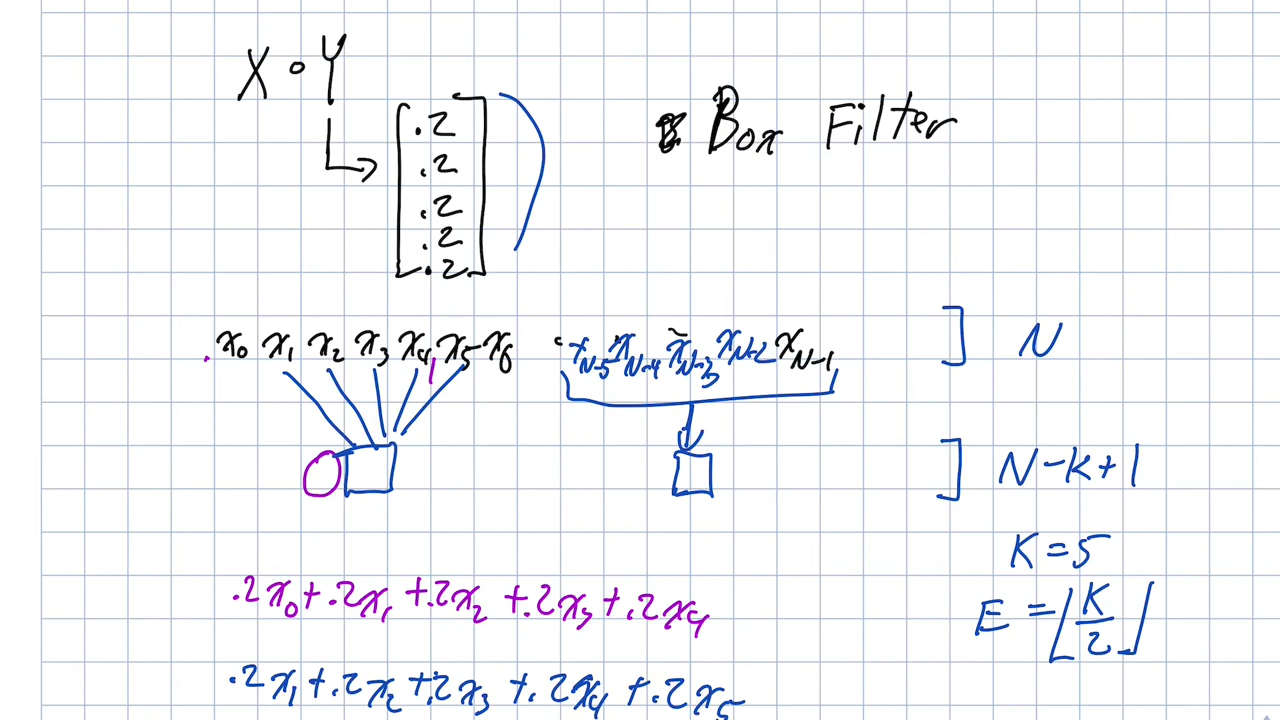 X ∘ Y
Box Filter
.2
.2
.2
.2
.2
x0 x1 x2 x3 x4 x5 x6 xN-5 xN-4 xN-3 xN-2 xN-1 ] N
] N-K+1
K=5
E = ⌊K/2⌋
.2x0+.2x1+.2x2+.2x3+.2x4
.2x1+.2x2+.2x3+.2x4+.2x5